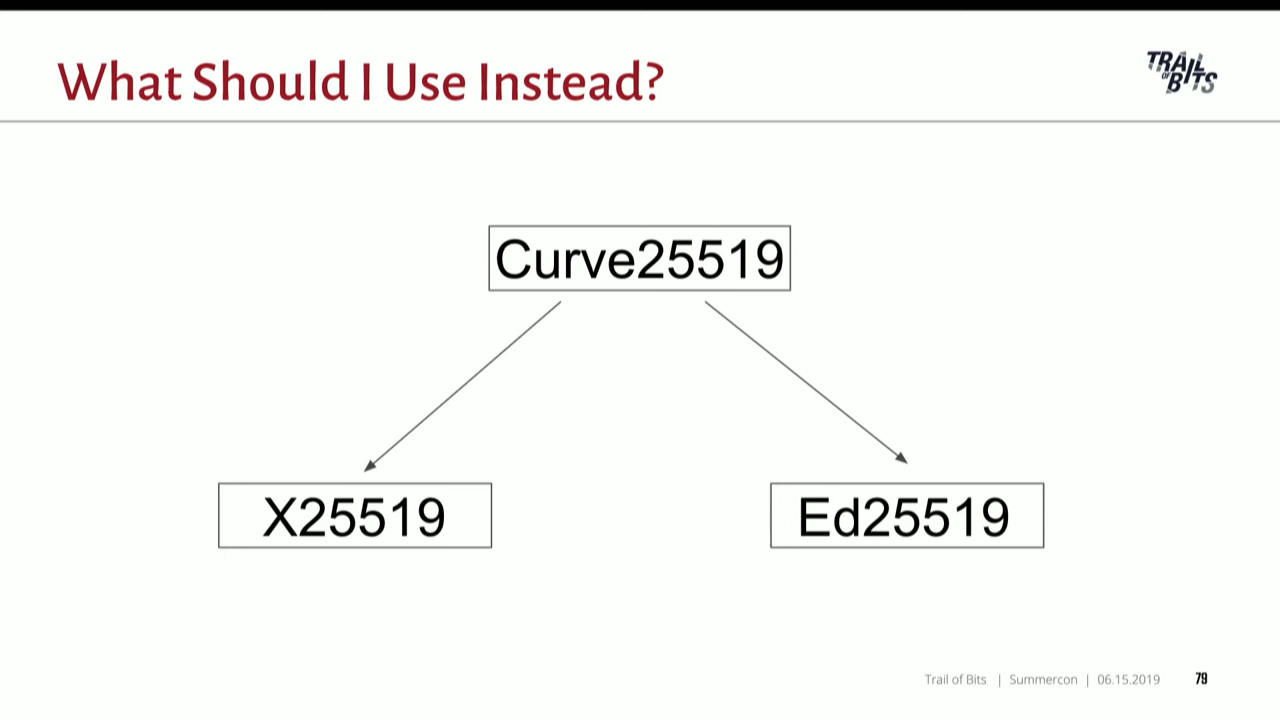 What Should I Use Instead?
TRAIL
OF
BITS
Curve25519
X25519
Ed25519
Trail of Bits | Summercon | 06.15.2019 79